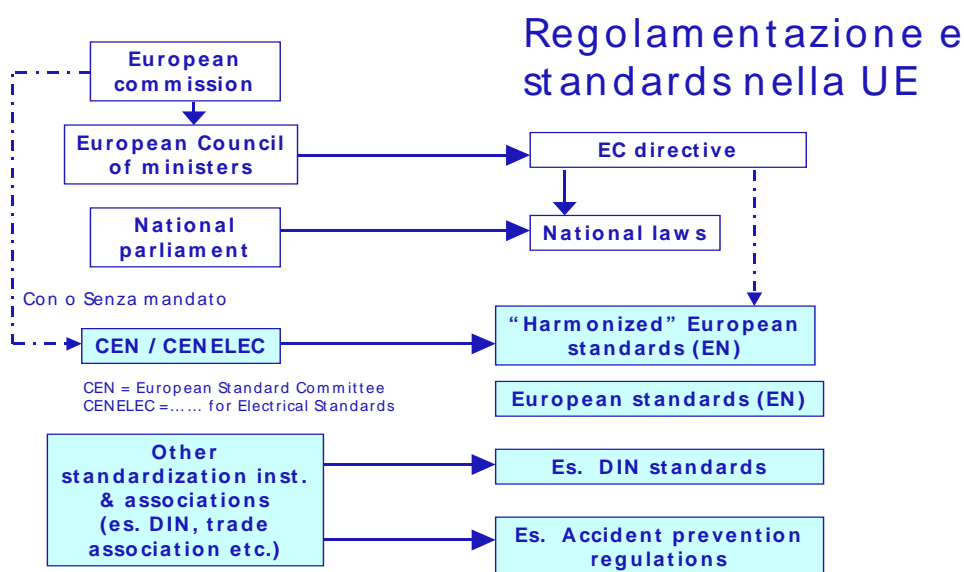 Regolamentazione e
standards nella UE
European
commission
European Council
of ministers
EC directive
National
parliament
National laws
Con o Senza mandato
CEN / CENELEC
"Harmonized" European
standards (EN)
CEN = European Standard Committee
CENELEC =…… for Electrical Standards
European standards (EN)
Other
standardization inst.
& associations
(es. DIN, trade
association etc.)
Es. DIN standards
Es. Accident prevention
regulations